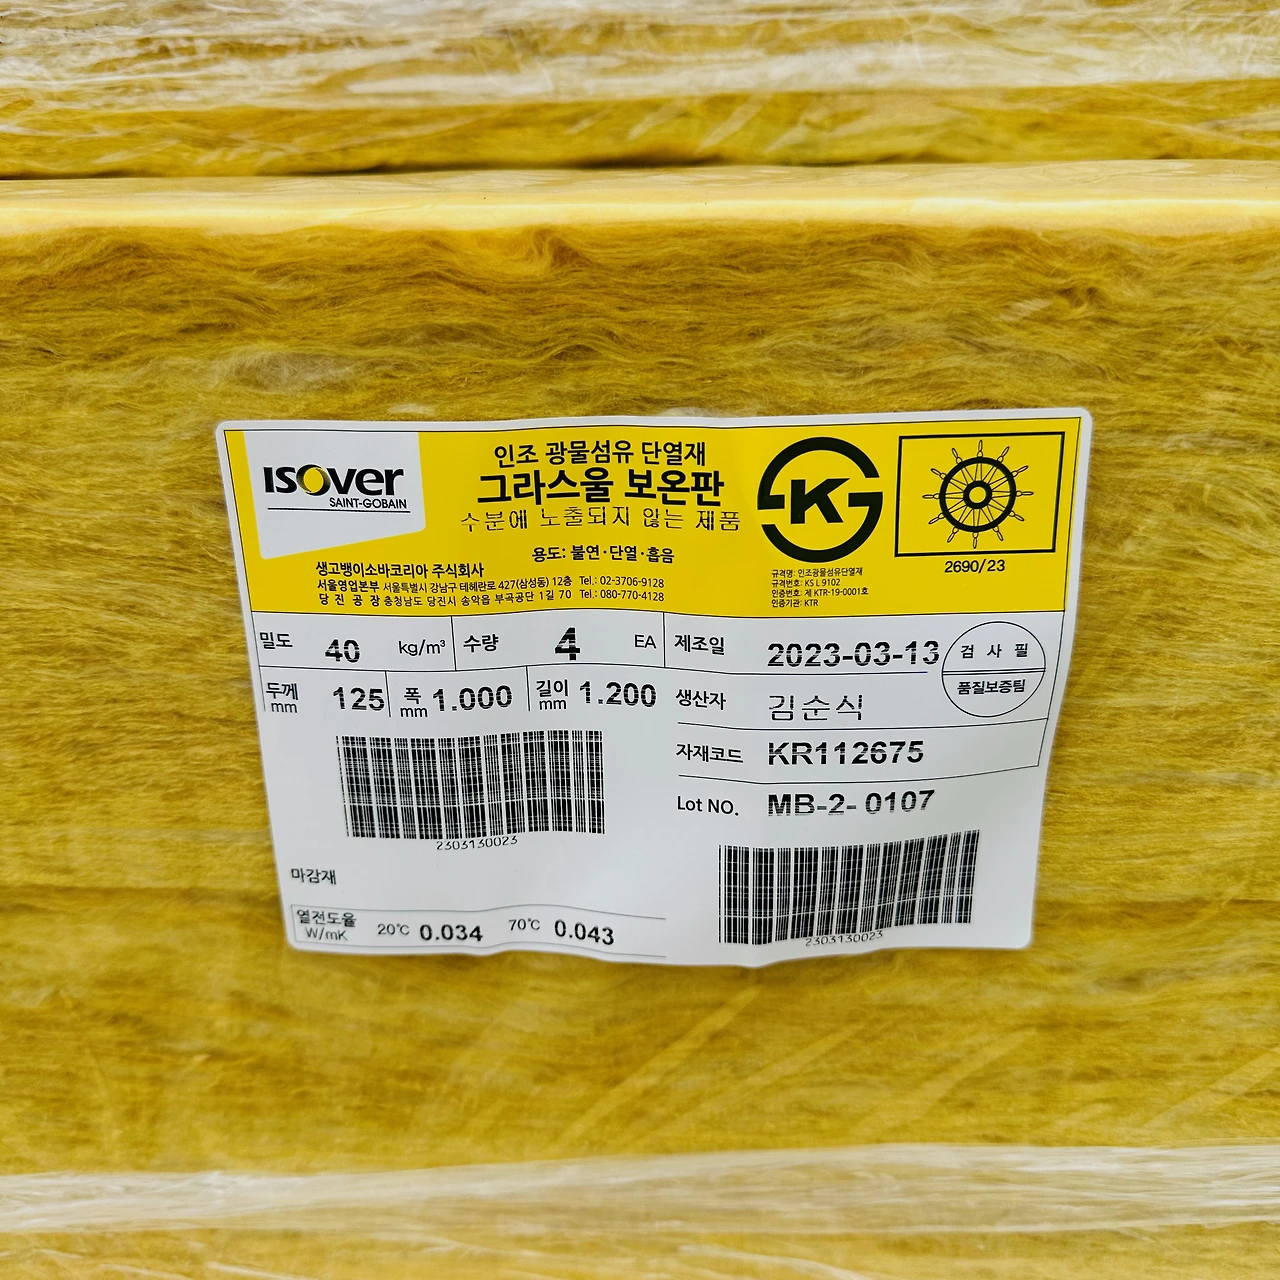 ISOVER
SAINT-GOBAIN
인조 광물섬유 단열재
그라스울 보온판
수분에 노출되지 않는 제품
용도: 불연·단열·흡음
생고뱅이소바코리아 주식회사
서울영업본부 서울특별시 강남구 테헤란로 427(삼성동) 12층 Tel.: 02-3706-9128
당진공장 충청남도 당진시 송악읍 부곡공단 1길 70 Tel.: 080-770-4128
K
규격명: 인조광물섬유단열재
규격번호: KS L 9102
인증번호: 제 KTR-19-0001호
인증기관: KTR
2690/23
밀도 40 kg/m³ 수량 4 EA 제조일 2023-03-13
검 사 필
품질보증팀
두께 mm 125 폭 mm 1.000 길이 mm 1.200
생산자 김순식
자재코드 KR112675
Lot NO. MB-2- 0107
2303130023
마감재
열전도율 W/mK 20℃ 0.034 70℃ 0.043
2303130023